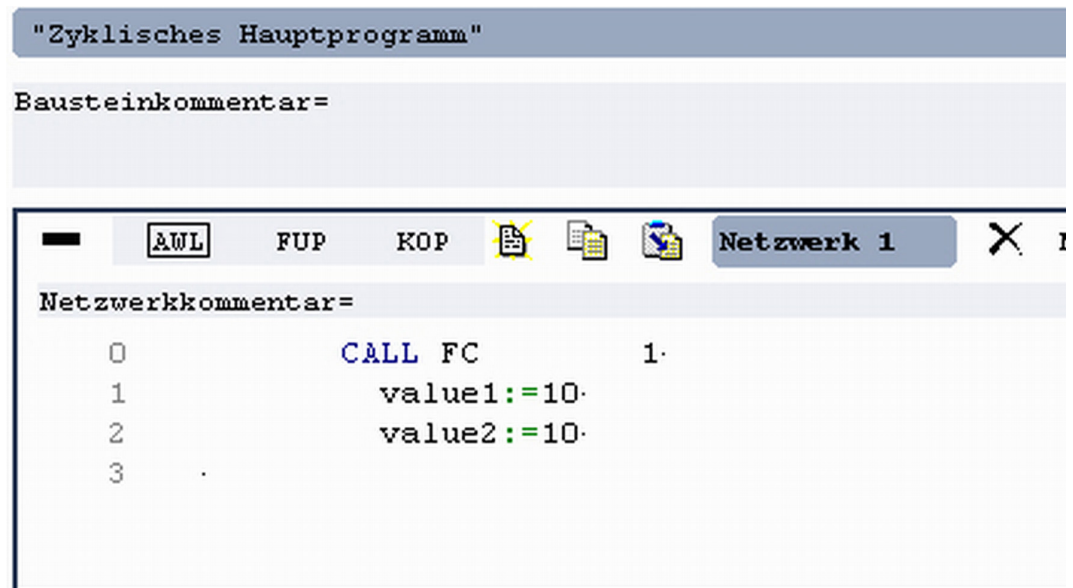 "Zyklisches Hauptprogramm"
Bausteinkommentar=
AWL FUP KOP Netzwerk 1
Netzwerkkommentar=
0 CALL FC 1
1 value1:=10
2 value2:=10
3